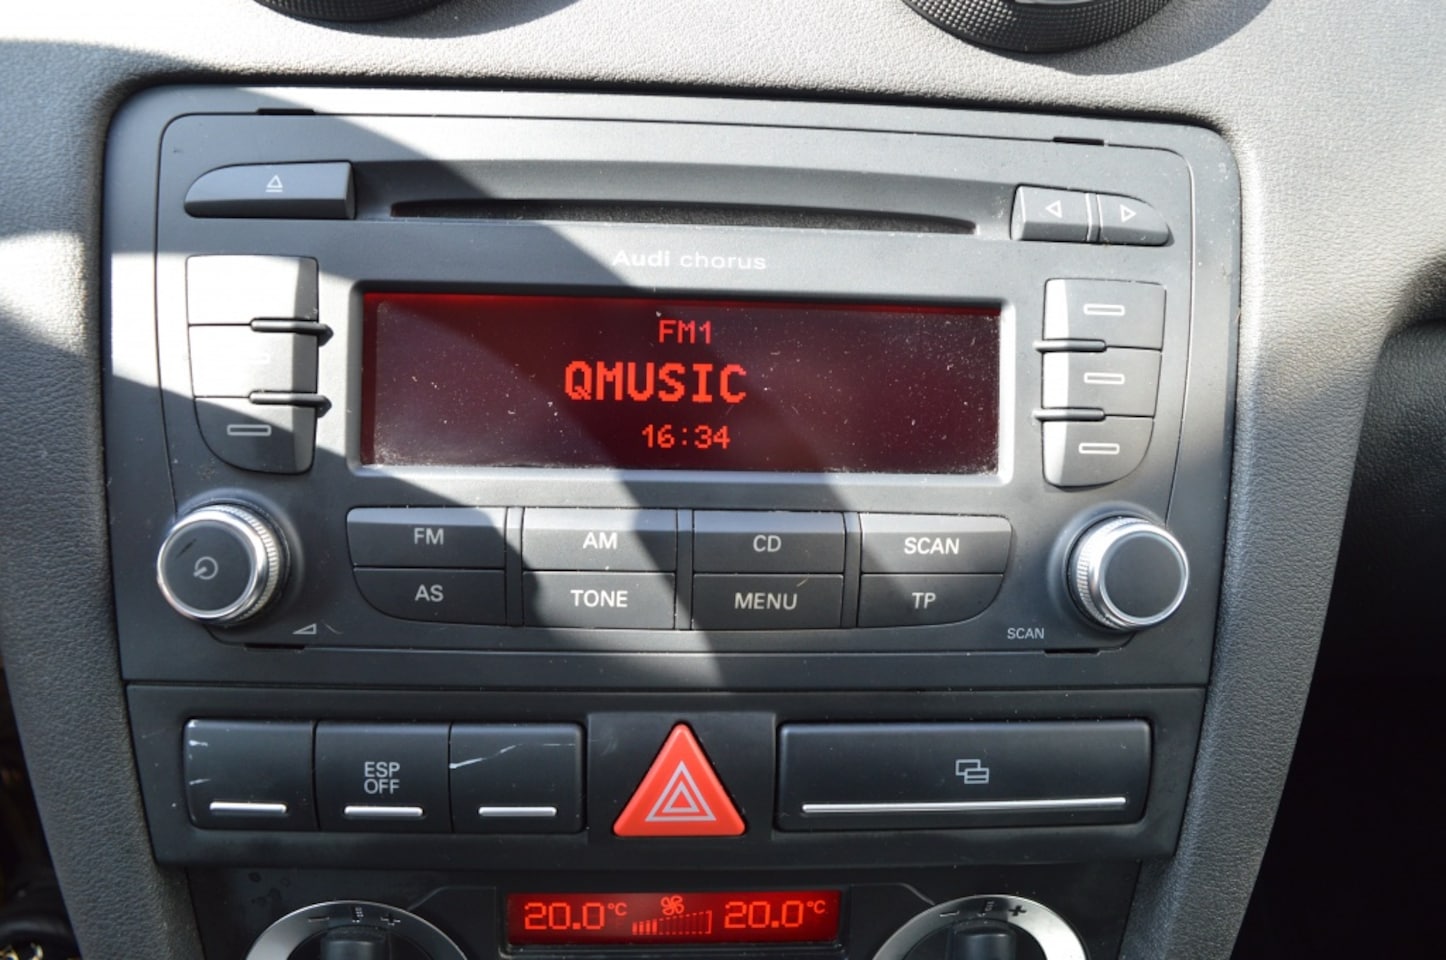 Audi chorus
FM1
QMUSIC
16:34
FM AM CD SCAN
AS TONE MENU TP
SCAN
ESP
OFF
20.0°C 20.0°C